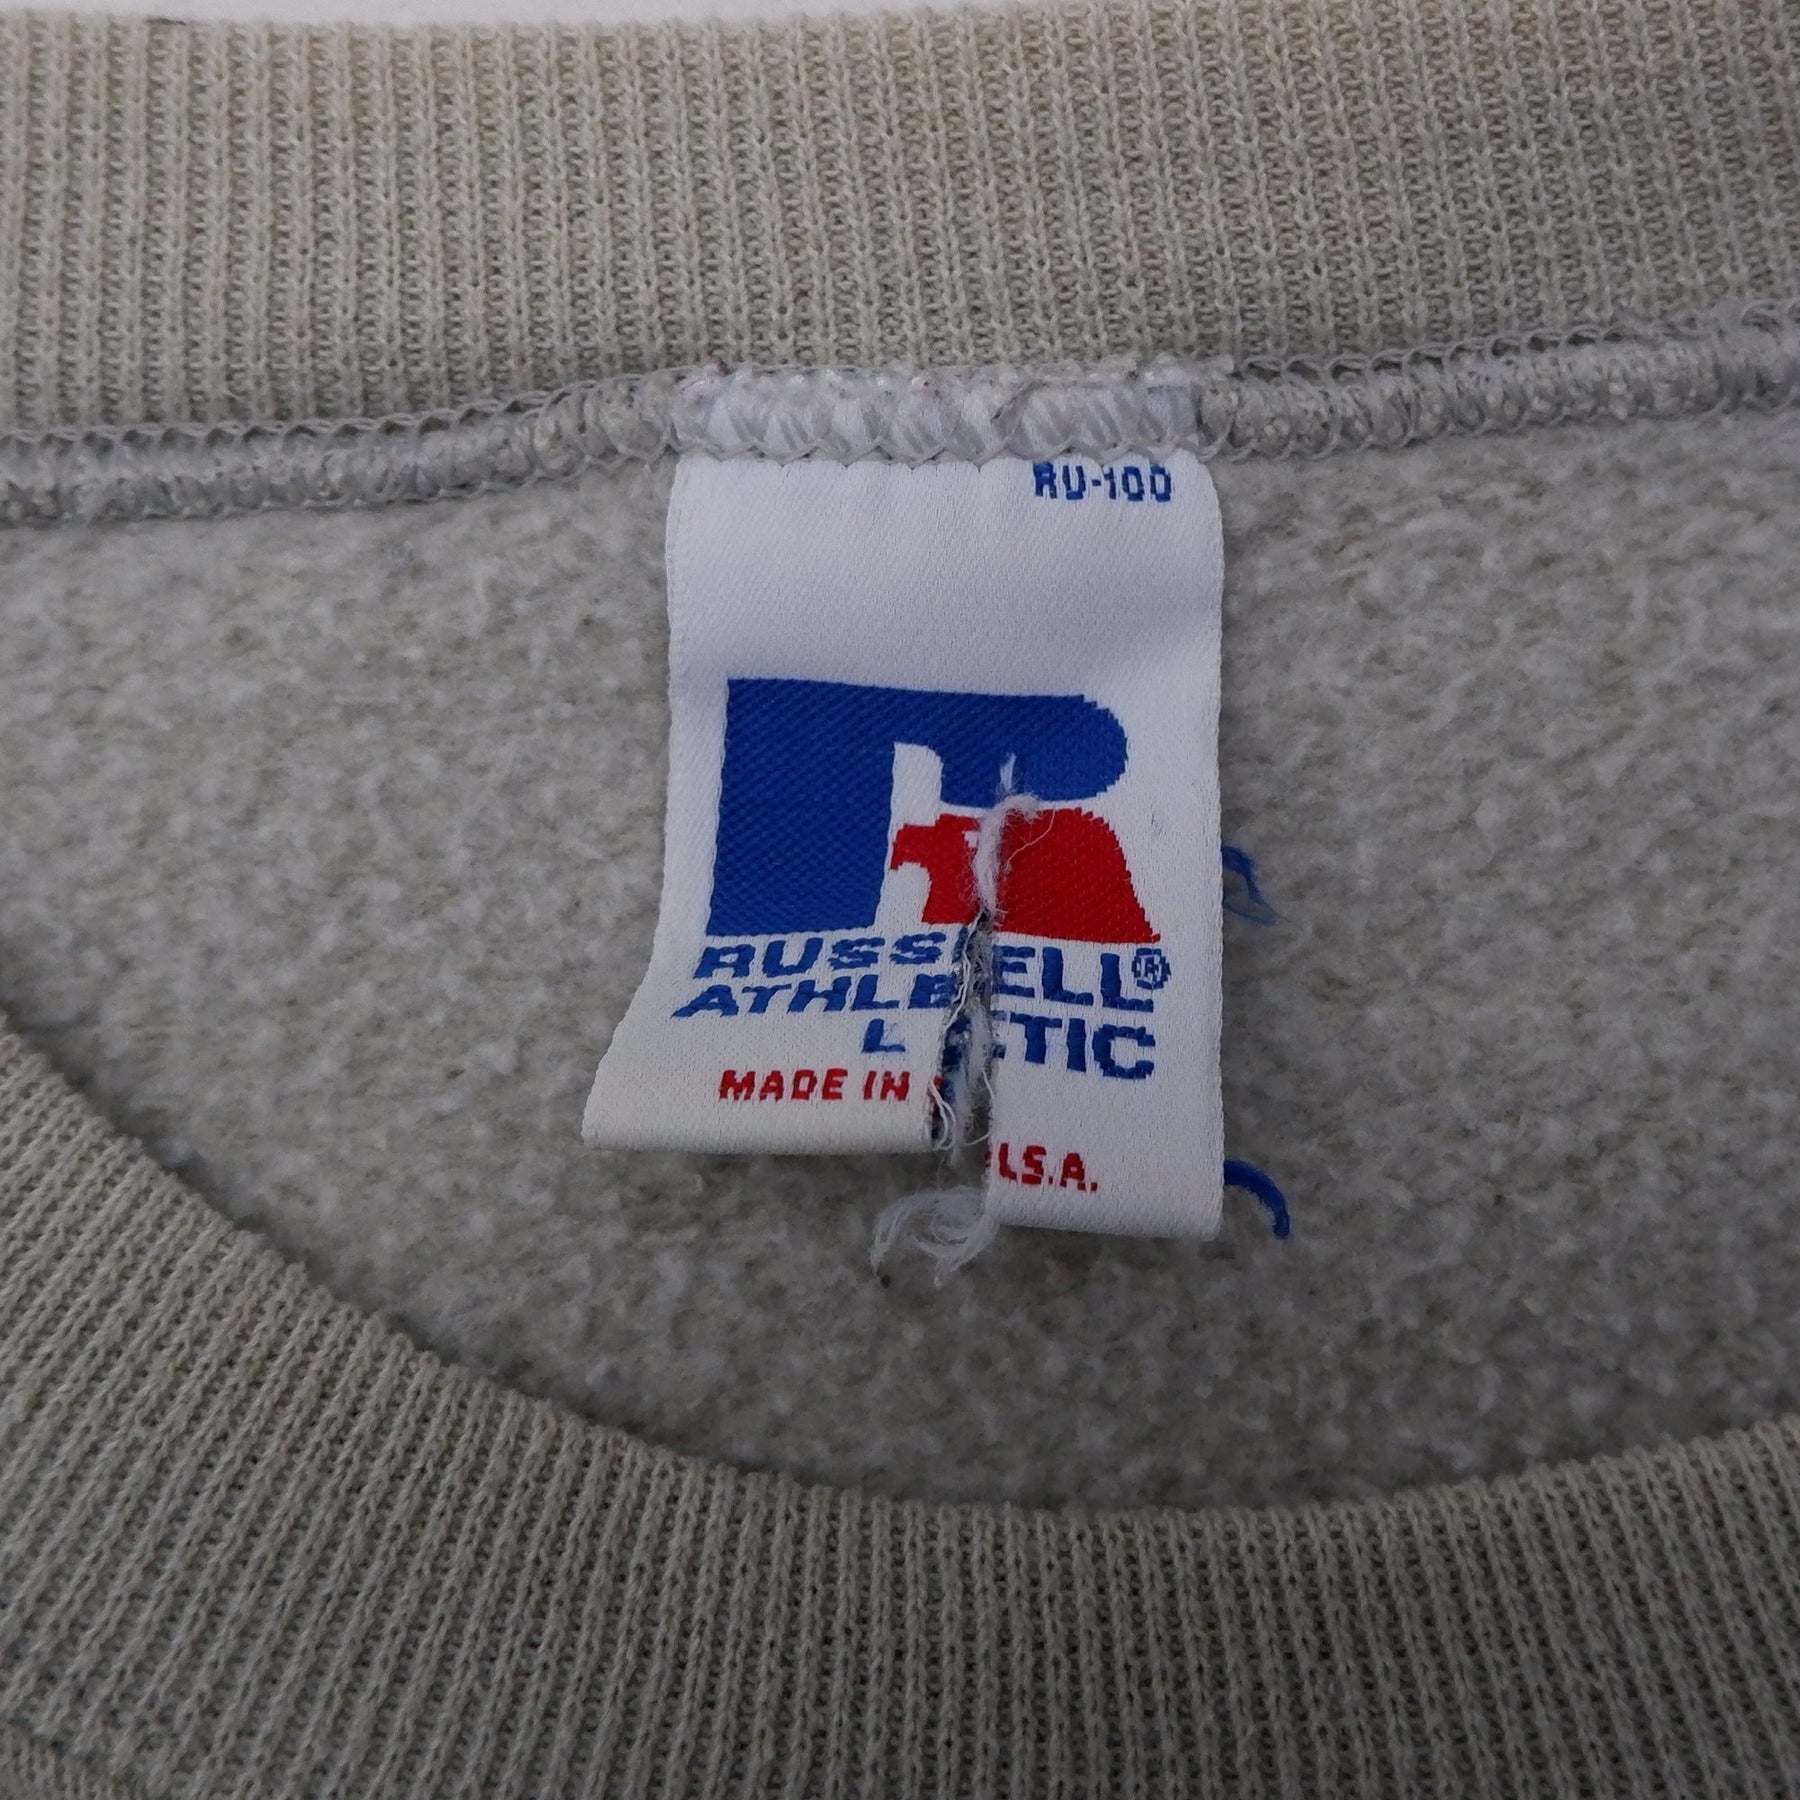 RU-100
RUSSELL®
ATHLETIC
L
MADE IN U.S.A.